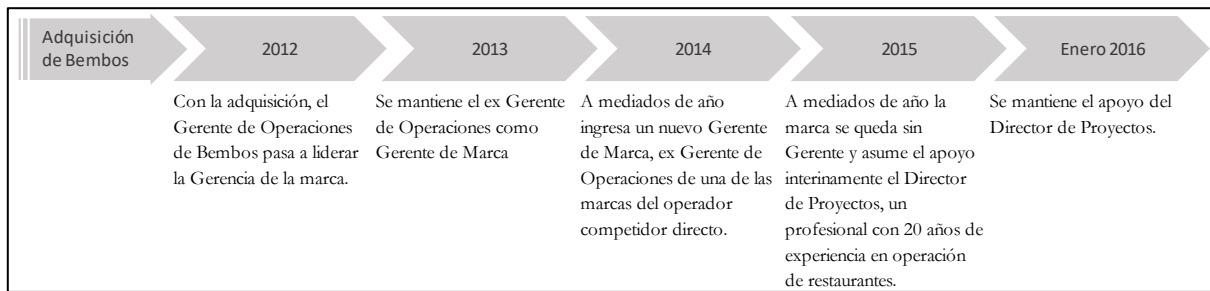 Adquisición
de Bembos
2012
2013
2014
2015
Enero 2016
Con la adquisición, el
Gerente de Operaciones
de Bembos pasa a liderar
la Gerencia de la marca.
Se mantiene el ex Gerente
de Operaciones como
Gerente de Marca
A mediados de año
ingresa un nuevo Gerente
de Marca, ex Gerente de
Operaciones de una de las
marcas del operador
competidor directo.
A mediados de año la
marca se queda sin
Gerente y asume el apoyo
interinamente el Director
de Proyectos, un
profesional con 20 años de
experiencia en operación
de restaurantes.
Se mantiene el apoyo del
Director de Proyectos.